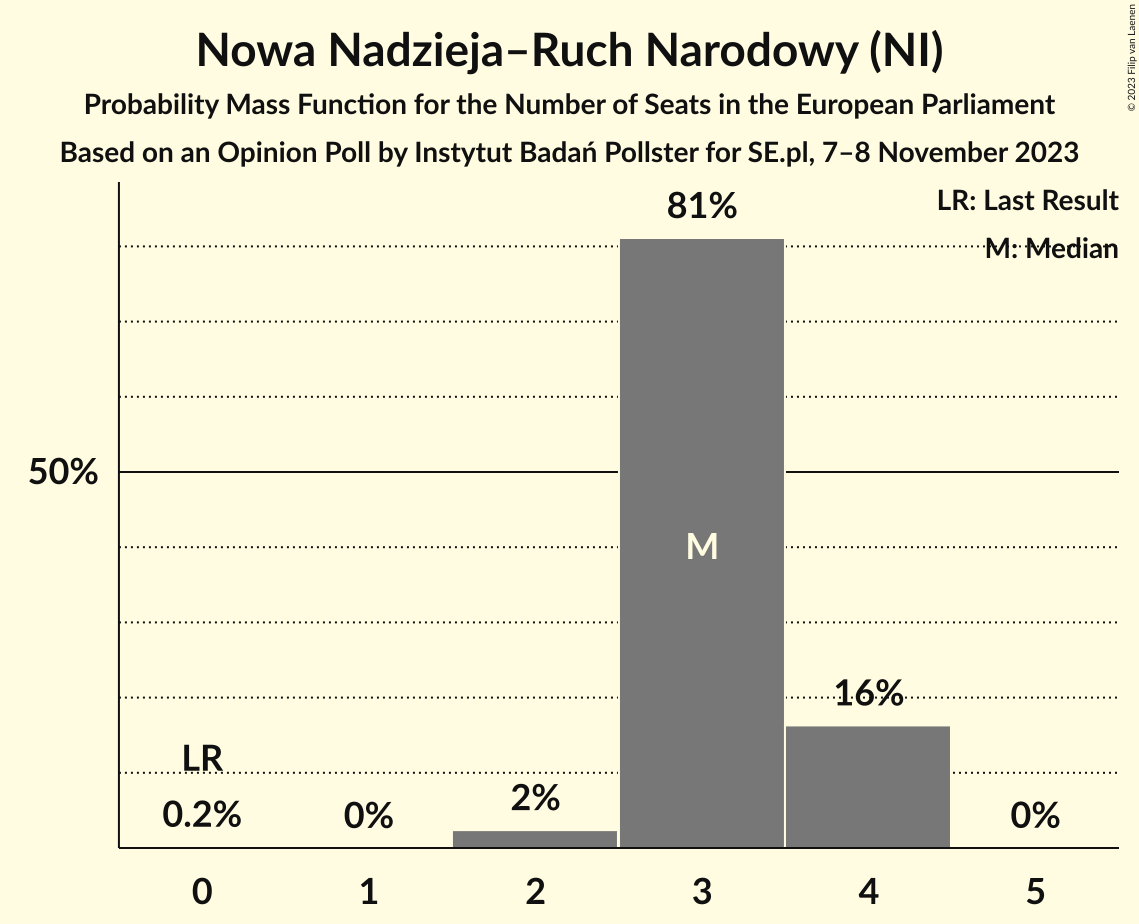 Nowa Nadzieja–Ruch Narodowy (NI)
Probability Mass Function for the Number of Seats in the European Parliament
Based on an Opinion Poll by Instytut Badań Pollster for SE.pl, 7–8 November 2023
© 2023 Filip van Laenen
LR: Last Result
M: Median
81%
50%
M
16%
LR
0.2%
0%
2%
0%
0 1 2 3 4 5